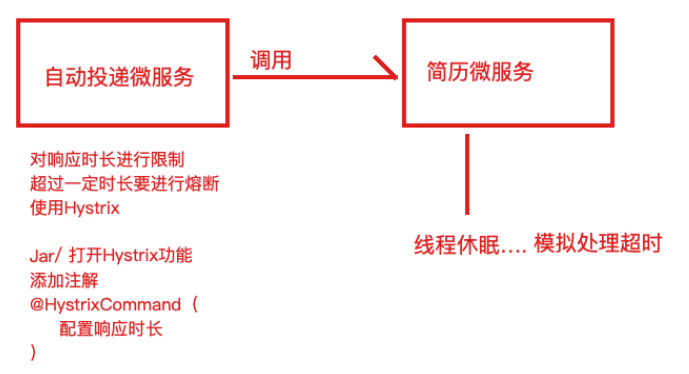 自动投递微服务
调用
简历微服务
对响应时长进行限制
超过一定时长要进行熔断
使用Hystrix
Jar/ 打开Hystrix功能
添加注解
@HystrixCommand（
配置响应时长
）
线程休眠.... 模拟处理超时